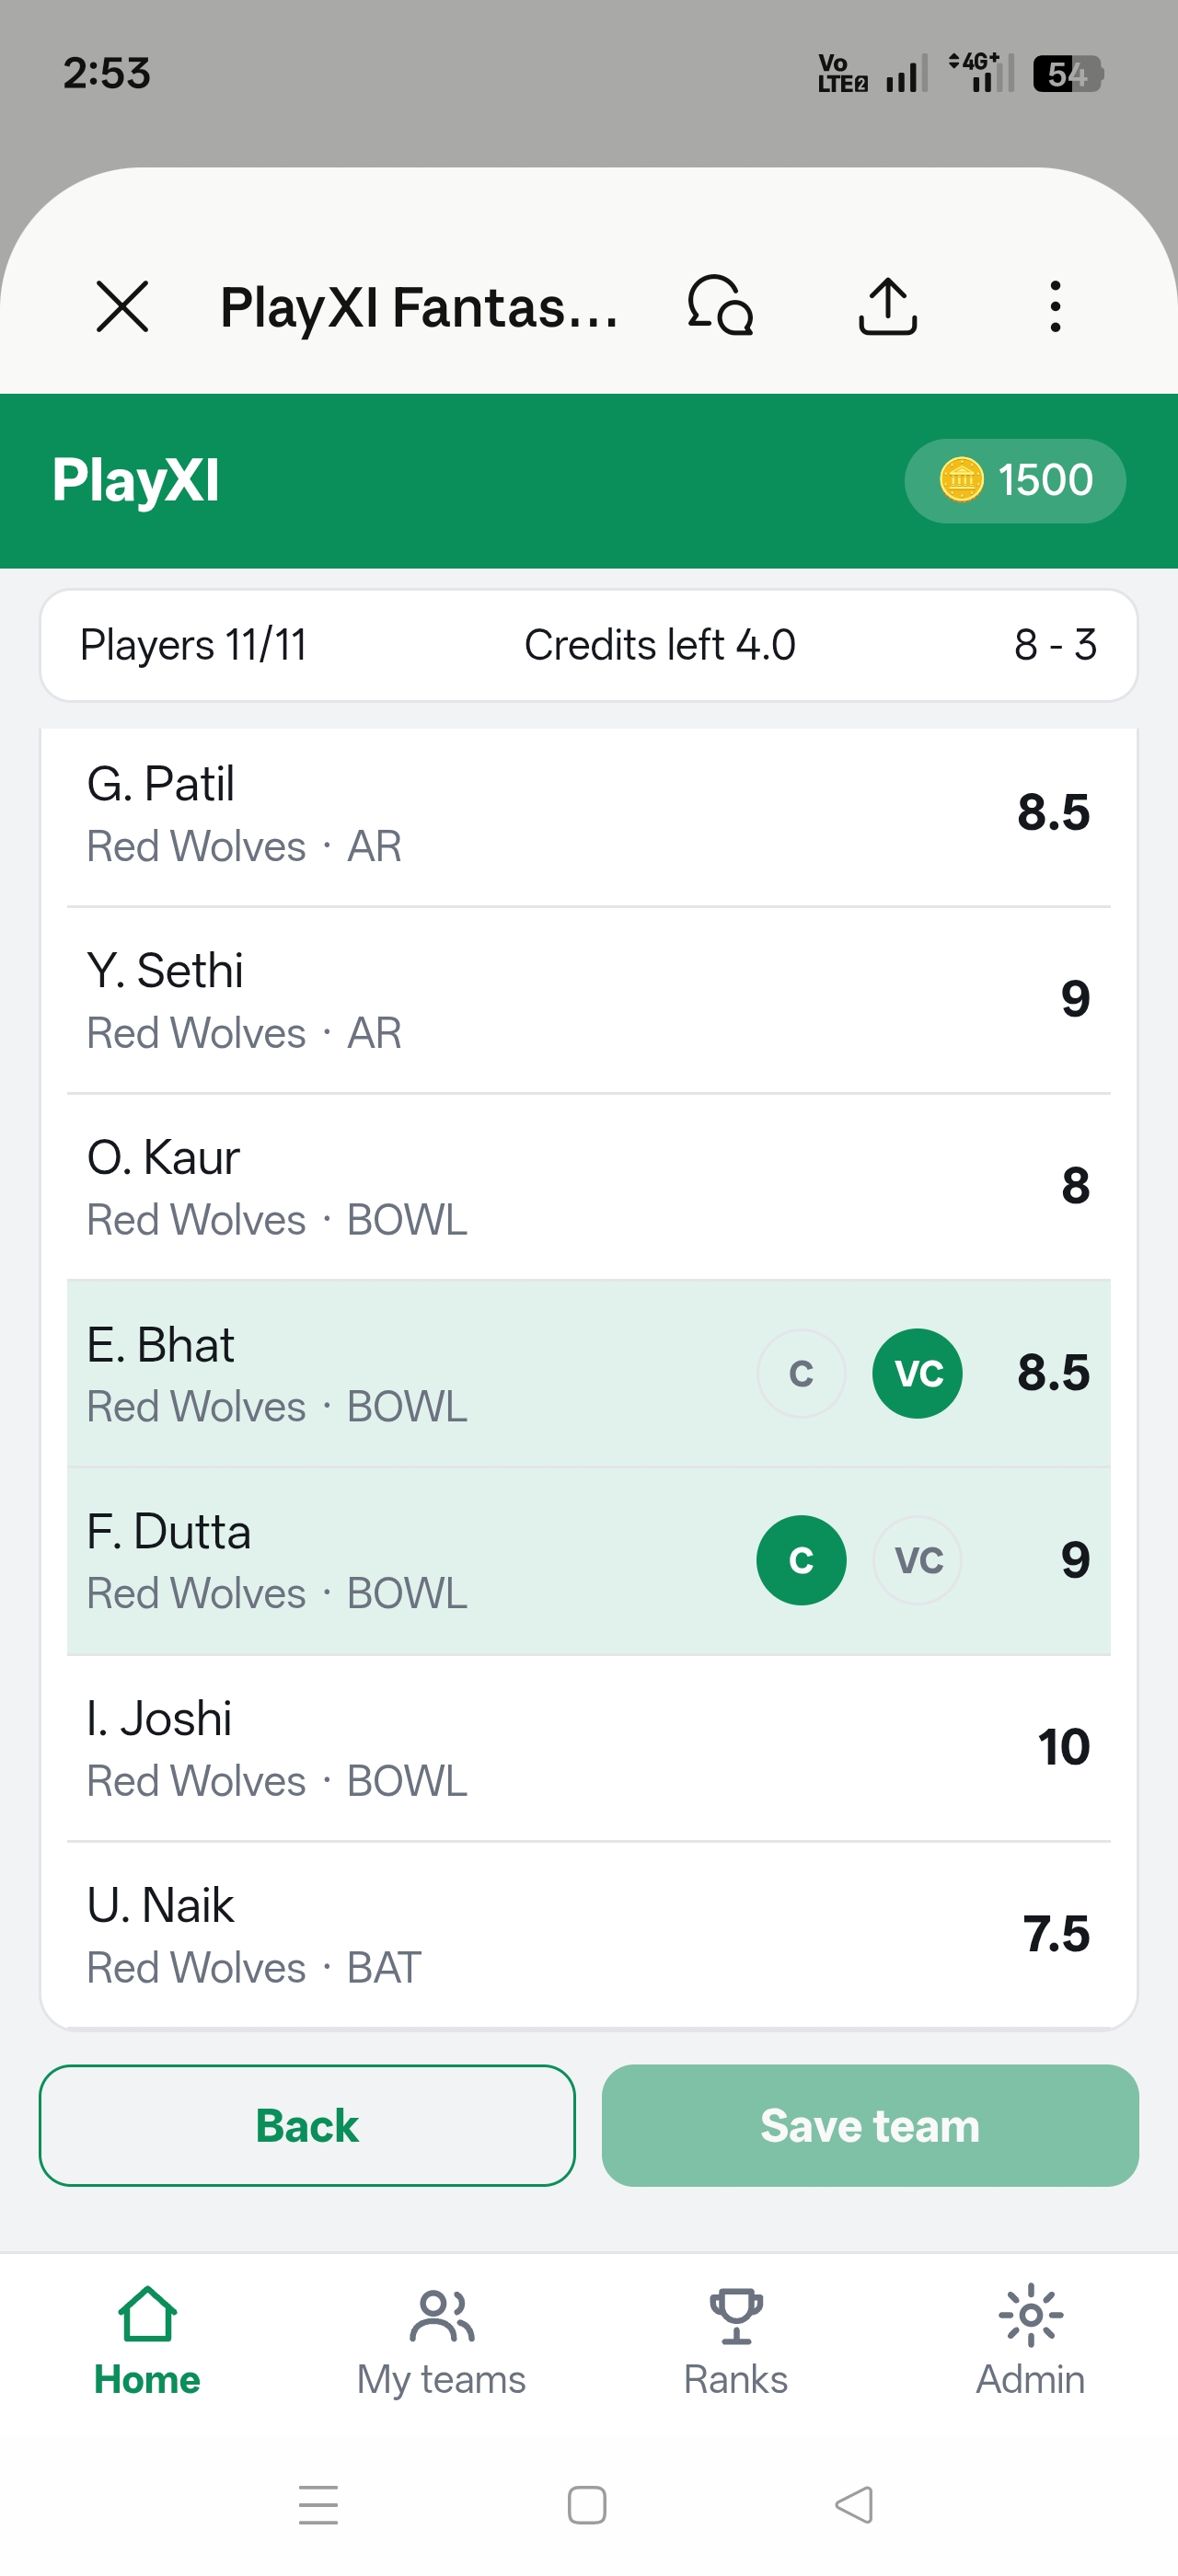 2:53
Vo
LTE 2
4G+
54
PlayXI Fantas...
PlayXI
1500
Players 11/11
Credits left 4.0
8 - 3
G. Patil
Red Wolves · AR
8.5
Y. Sethi
Red Wolves · AR
9
O. Kaur
Red Wolves · BOWL
8
E. Bhat
Red Wolves · BOWL
C
VC
8.5
F. Dutta
Red Wolves · BOWL
C
VC
9
I. Joshi
Red Wolves · BOWL
10
U. Naik
Red Wolves · BAT
7.5
Back
Save team
Home
My teams
Ranks
Admin